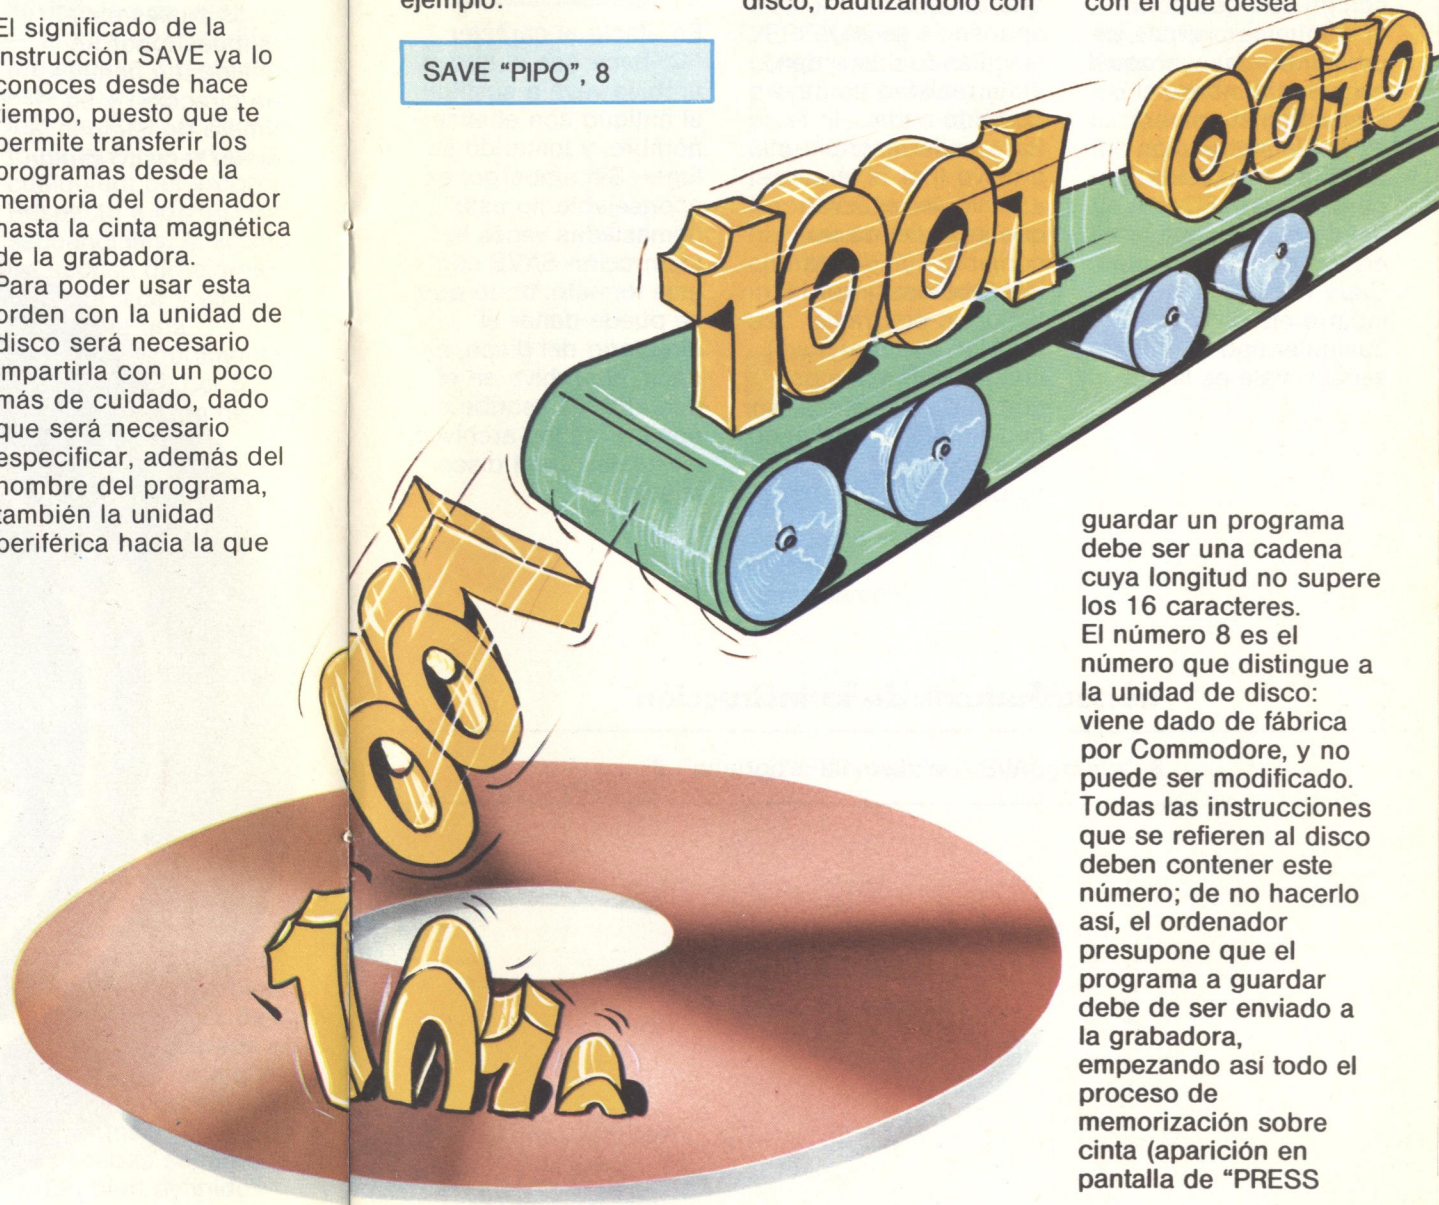 El significado de la
instrucción SAVE ya lo
conoces desde hace
tiempo, puesto que te
permite transferir los
programas desde la
memoria del ordenador
hasta la cinta magnética
de la grabadora.
Para poder usar esta
orden con la unidad de
disco será necesario
impartirla con un poco
más de cuidado, dado
que será necesario
especificar, además del
nombre del programa,
también la unidad
periférica hacia la que
ejemplo:
SAVE "PIPO", 8
disco, bautizándolo con
con el que desea
guardar un programa
debe ser una cadena
cuya longitud no supere
los 16 caracteres.
El número 8 es el
número que distingue a
la unidad de disco:
viene dado de fábrica
por Commodore, y no
puede ser modificado.
Todas las instrucciones
que se refieren al disco
deben contener este
número; de no hacerlo
así, el ordenador
presupone que el
programa a guardar
debe de ser enviado a
la grabadora,
empezando así todo el
proceso de
memorización sobre
cinta (aparición en
pantalla de "PRESS
1001
0010
001
101